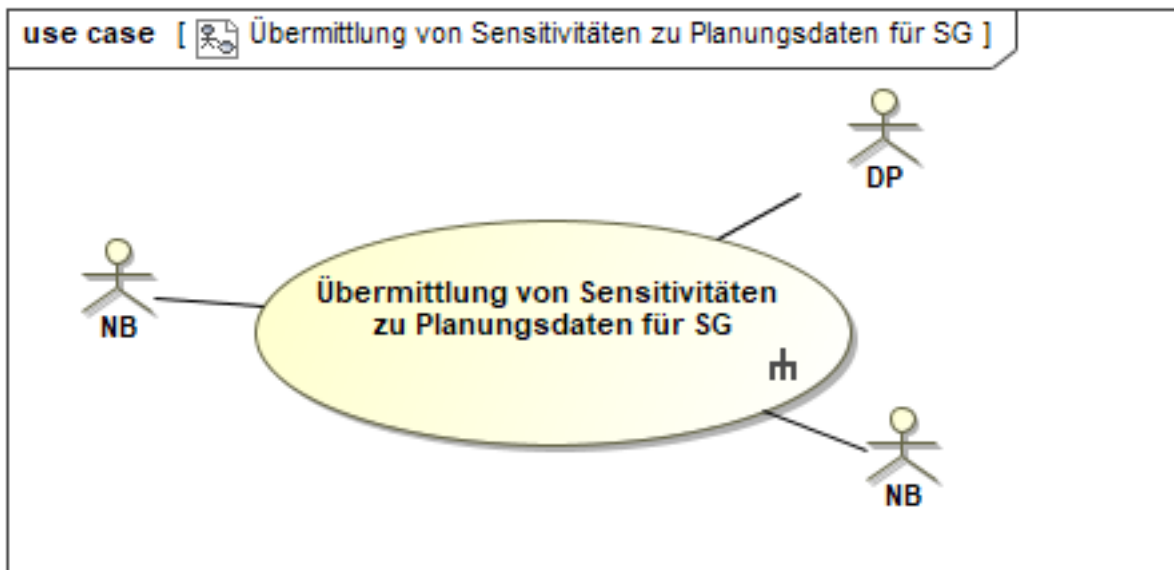 use case [ Übermittlung von Sensitivitäten zu Planungsdaten für SG ]
DP
NB
Übermittlung von Sensitivitäten
zu Planungsdaten für SG
NB